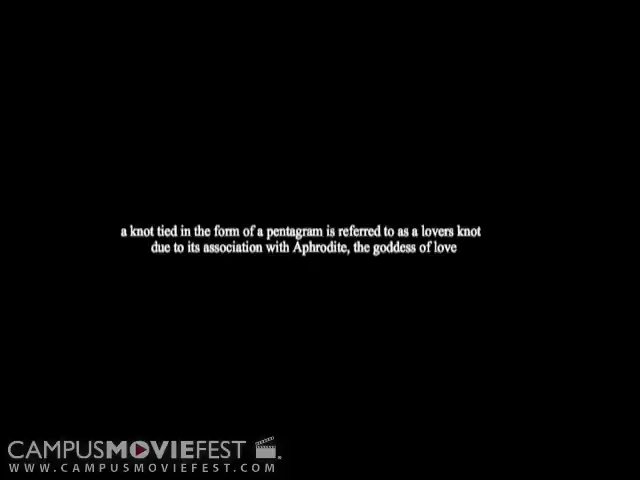 a knot tied in the form of a pentagram is referred to as a lovers knot
due to its association with Aphrodite, the goddess of love
CAMPUSMOVIEFEST
WWW.CAMPUSMOVIEFEST.COM